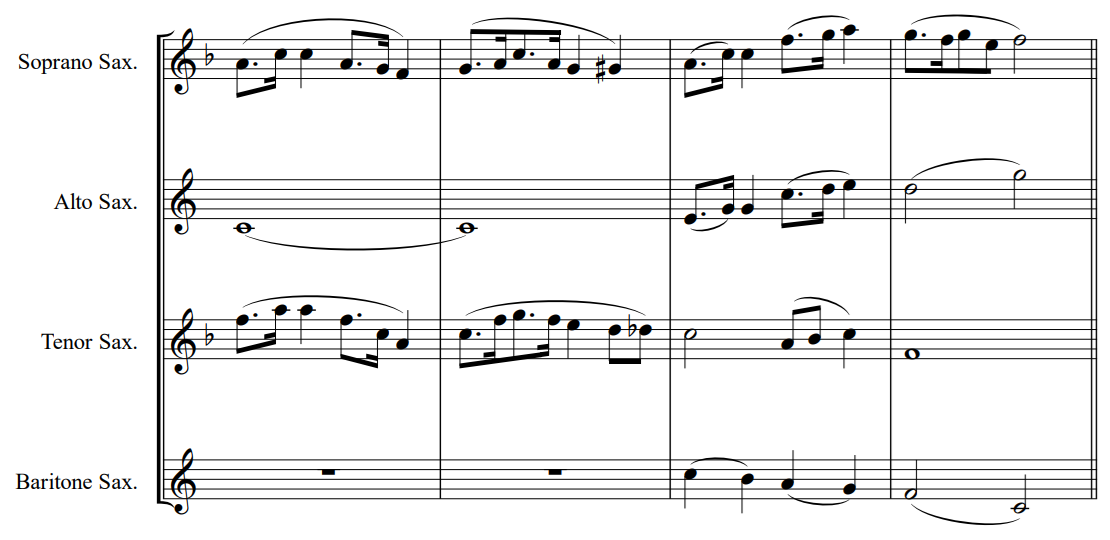 Soprano Sax.
Alto Sax.
Tenor Sax.
Baritone Sax.